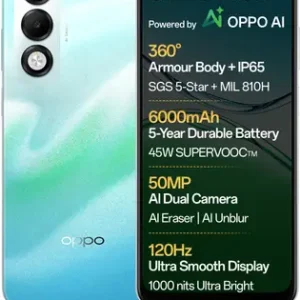 Powered by Ai+ OPPO AI
360°
Armour Body + IP65
SGS 5-Star + MIL 810H
6000mAh
5-Year Durable Battery
45W SUPERVOOC™
50MP
AI Dual Camera
AI Eraser | AI Unblur
120Hz
Ultra Smooth Display
1000 nits Ultra Bright
oppo